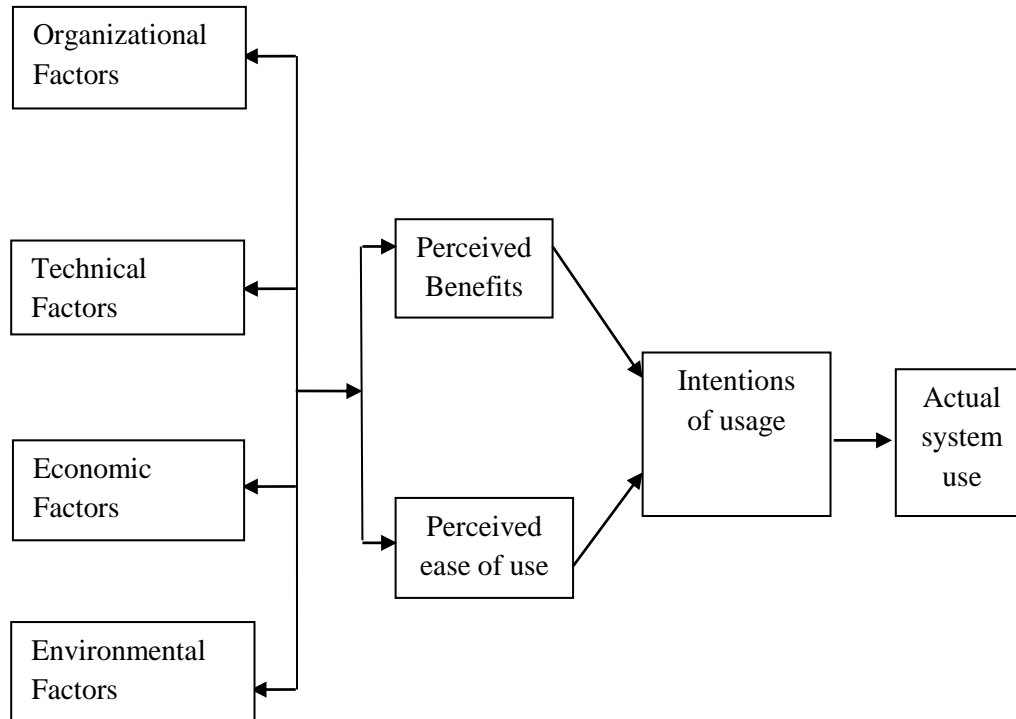 Organizational
Factors
Technical
Factors
Economic
Factors
Environmental
Factors
Perceived
Benefits
Perceived
ease of use
Intentions
of usage
Actual
system
use